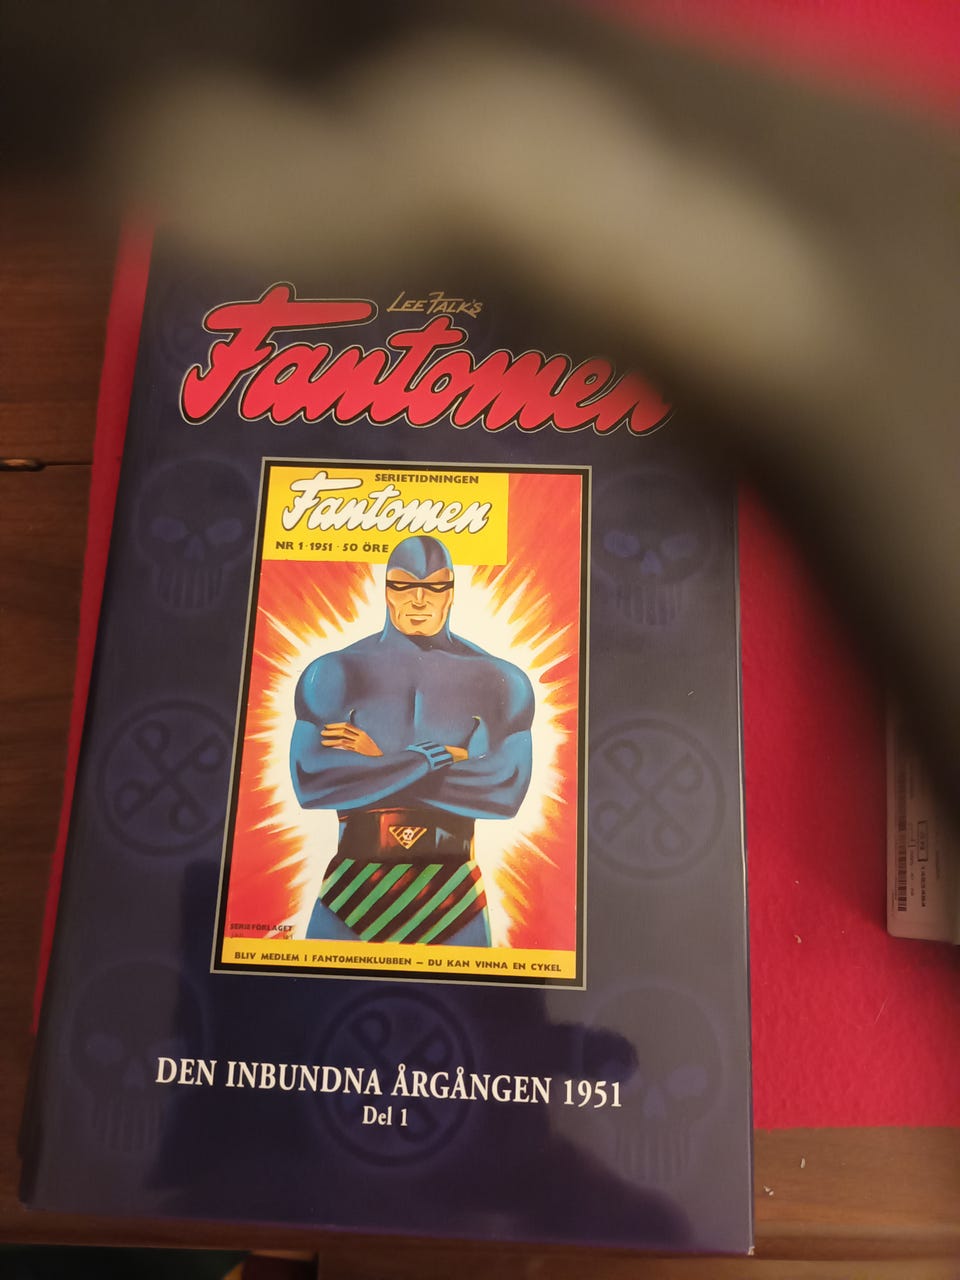 LEE FALK'S
Fantomen
SERIETIDNINGEN
Fantomen
NR 1 · 1951 · 50 ÖRE
SERIEFÖRLAGET
BLIV MEDLEM I FANTOMENKLUBBEN – DU KAN VINNA EN CYKEL
DEN INBUNDNA ÅRGÅNGEN 1951
Del 1